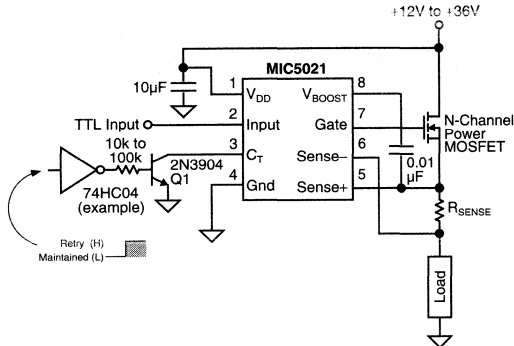 +12V to +36V
MIC5021
10µF
1
VDD
VBOOST
8
TTL Input
2
Input
Gate
7
N-Channel
Power
MOSFET
10k to
100k
3
CT
Sense−
6
2N3904
Q1
4
Gnd
Sense+
5
0.01
µF
74HC04
(example)
RSENSE
Retry (H)
Maintained (L)
Load